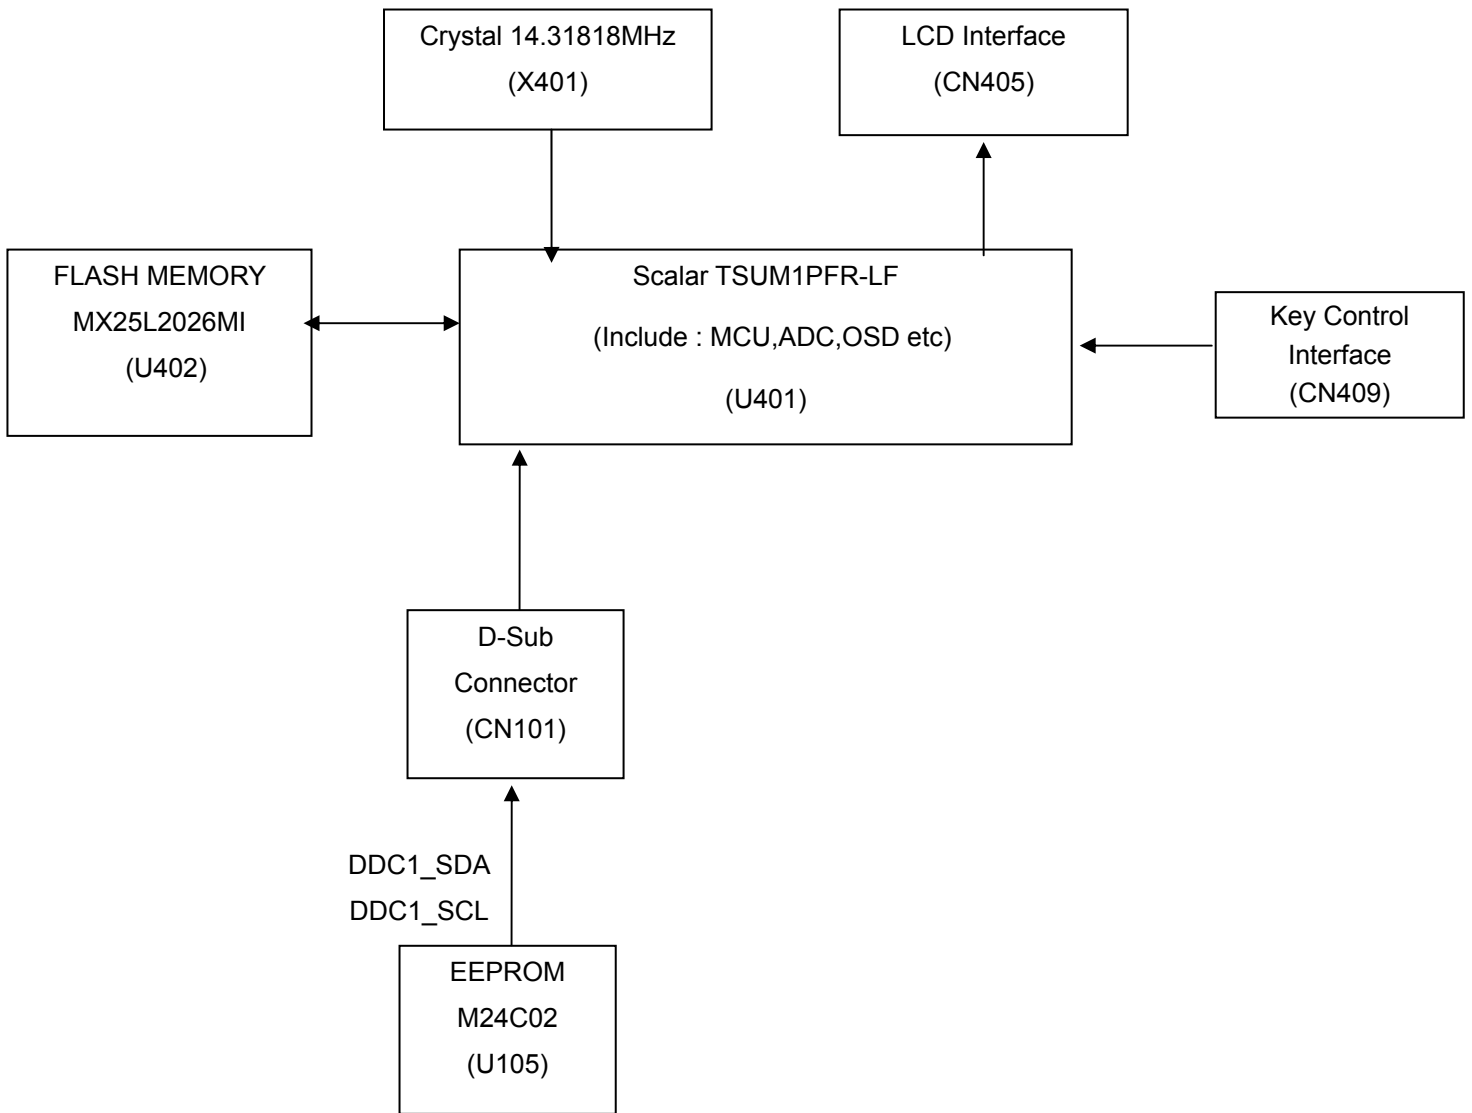 Crystal 14.31818MHz
(X401)
LCD Interface
(CN405)
FLASH MEMORY
MX25L2026MI
(U402)
Scalar TSUM1PFR-LF
(Include : MCU,ADC,OSD etc)
(U401)
Key Control
Interface
(CN409)
D-Sub
Connector
(CN101)
DDC1_SDA
DDC1_SCL
EEPROM
M24C02
(U105)